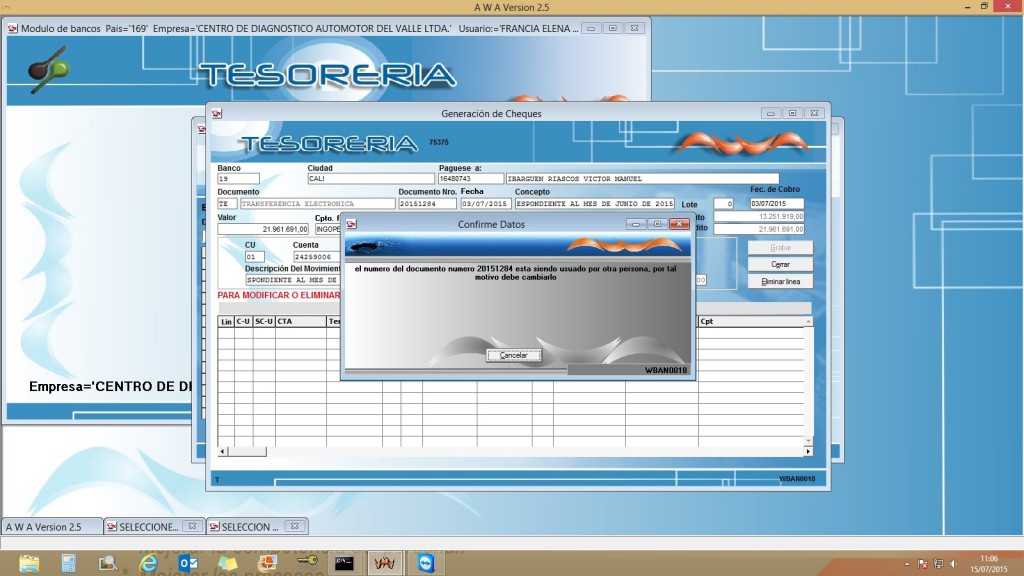 A W A Version 2.5
Modulo de bancos Pais='169' Empresa='CENTRO DE DIAGNOSTICO AUTOMOTOR DEL VALLE LTDA.' Usuario:='FRANCIA ELENA ...
TESORERIA
Generación de Cheques
TESORERIA 75375
Banco Ciudad Paguese a:
19 CALI 16480743 IBARGUEN RIASCOS VICTOR MANUEL
Documento Documento Nro. Fecha Concepto Fec. de Cobro
TE TRANSFERENCIA ELECTRONICA 20151284 03/07/2015 ESPONDIENTE AL MES DE JUNIO DE 2015 Lote 0 03/07/2015
Valor Cpto. 13.251.919,00
21.961.691,00 INGOPE 21.961.691,00
CU Cuenta
01 24259006
Grabar
Cerrar
Eliminar linea
Descripción Del Movimien
SPONDIENTE AL MES DE
PARA MODIFICAR O ELIMINAR
Lin C-U SC-U CTA Ter Cpt
Confirme Datos
el numero del documento numero 20151284 esta siendo usado por otra persona, por tal
motivo debe cambiarlo
Cancelar
WBAN0018
Empresa='CENTRO DE DI
T WBAN0018
A W A Version 2.5 SELECCIONE... SELECCION ...
11:06
15/07/2015